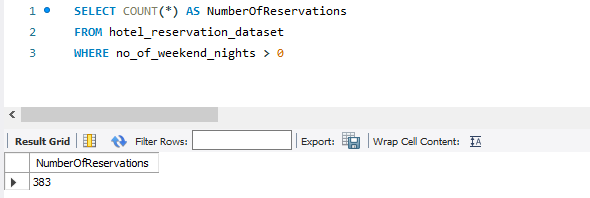 1 SELECT COUNT(*) AS NumberOfReservations
2 FROM hotel_reservation_dataset
3 WHERE no_of_weekend_nights > 0
Result Grid Filter Rows: Export: Wrap Cell Content:
NumberOfReservations
383